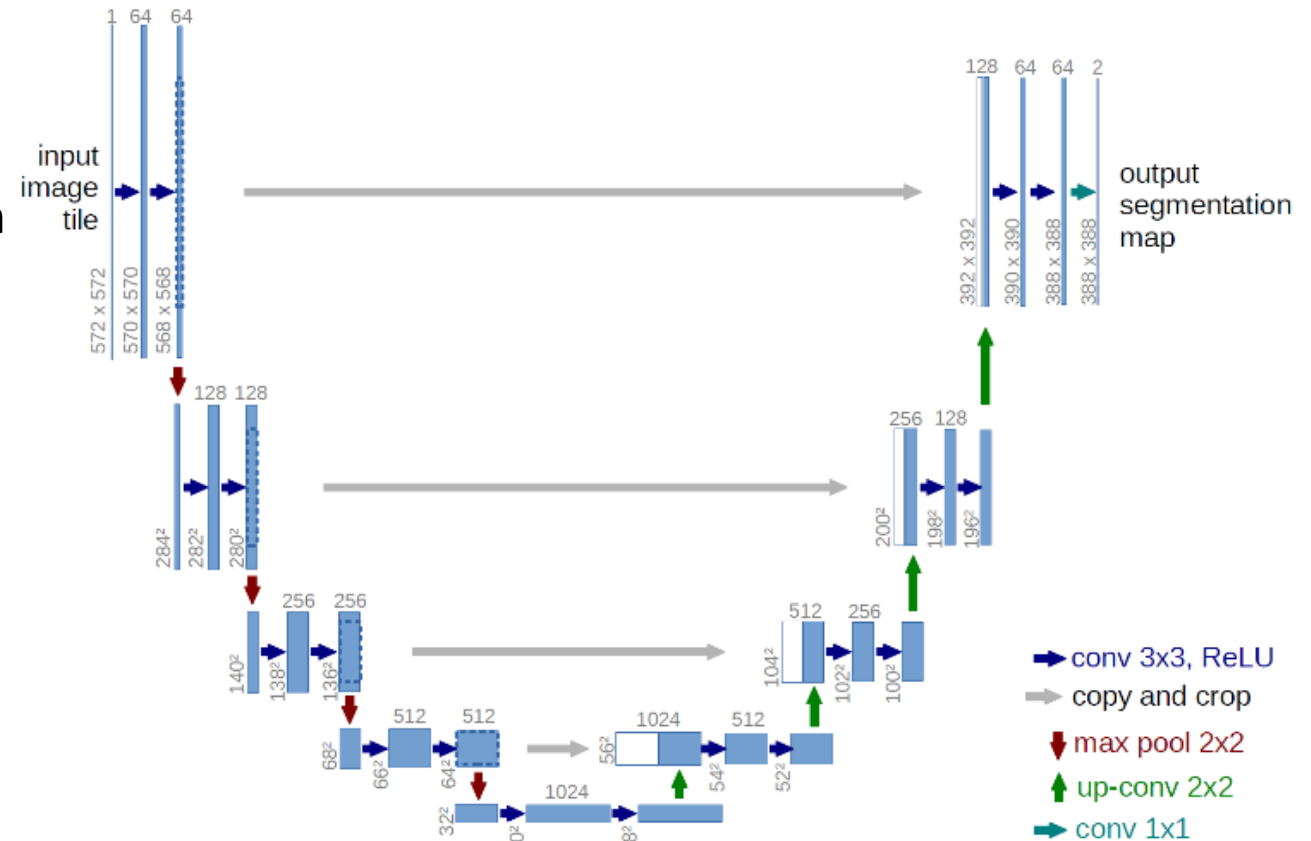 1 64 64
128 64 64 2
input
image
tile
output
segmentation
map
572 x 572
570 x 570
568 x 568
392 x 392
390 x 390
388 x 388
388 x 388
128 128
256 128
284²
282²
280²
200²
198²
196²
256 256
512 256
140²
138²
136²
104²
102²
100²
conv 3x3, ReLU
copy and crop
max pool 2x2
up-conv 2x2
conv 1x1
512 512
1024 512
68²
66²
64²
56²
54²
52²
1024
32²